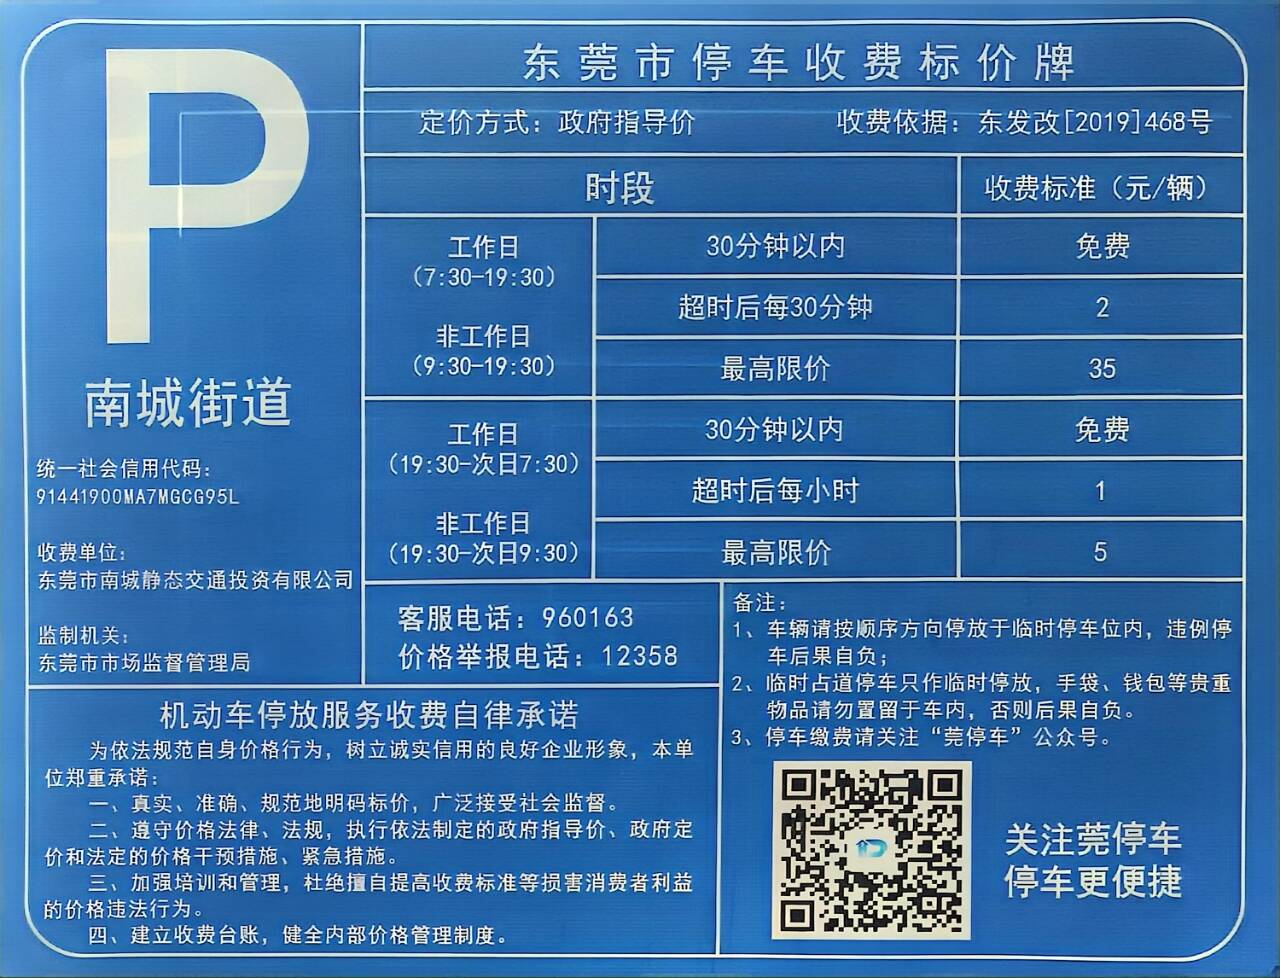 P
南城街道
统一社会信用代码：
91441900MA7MGCG95L
收费单位：
东莞市南城静态交通投资有限公司
监制机关：
东莞市市场监督管理局
东莞市停车收费标价牌
定价方式：政府指导价 收费依据：东发改[2019]468号
时段 收费标准（元/辆）
工作日
（7:30-19:30）
非工作日
（9:30-19:30）
30分钟以内 免费
超时后每30分钟 2
最高限价 35
工作日
（19:30-次日7:30）
非工作日
（19:30-次日9:30）
30分钟以内 免费
超时后每小时 1
最高限价 5
客服电话：960163
价格举报电话：12358
机动车停放服务收费自律承诺
为依法规范自身价格行为，树立诚实信用的良好企业形象，本单
位郑重承诺：
一、真实、准确、规范地明码标价，广泛接受社会监督。
二、遵守价格法律、法规，执行依法制定的政府指导价、政府定
价和法定的价格干预措施、紧急措施。
三、加强培训和管理，杜绝擅自提高收费标准等损害消费者利益
的价格违法行为。
四、建立收费台账，健全内部价格管理制度。
备注：
1、车辆请按顺序方向停放于临时停车位内，违例停
车后果自负；
2、临时占道停车只作临时停放，手袋、钱包等贵重
物品请勿置留于车内，否则后果自负。
3、停车缴费请关注“莞停车”公众号。
关注莞停车
停车更便捷